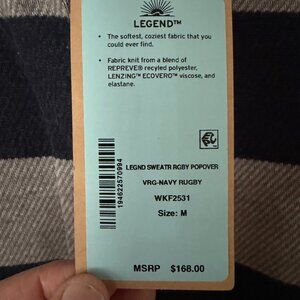 LEGEND™
• The softest, coziest fabric that you
could ever find.
• Fabric knit from a blend of
REPREVE® recyled polyester,
LENZING™ ECOVERO™ viscose, and
elastane.
LEGND SWEATR RGBY POPOVER
VRG-NAVY RUGBY
WKF2531
Size: M
194622570994
MSRP $168.00